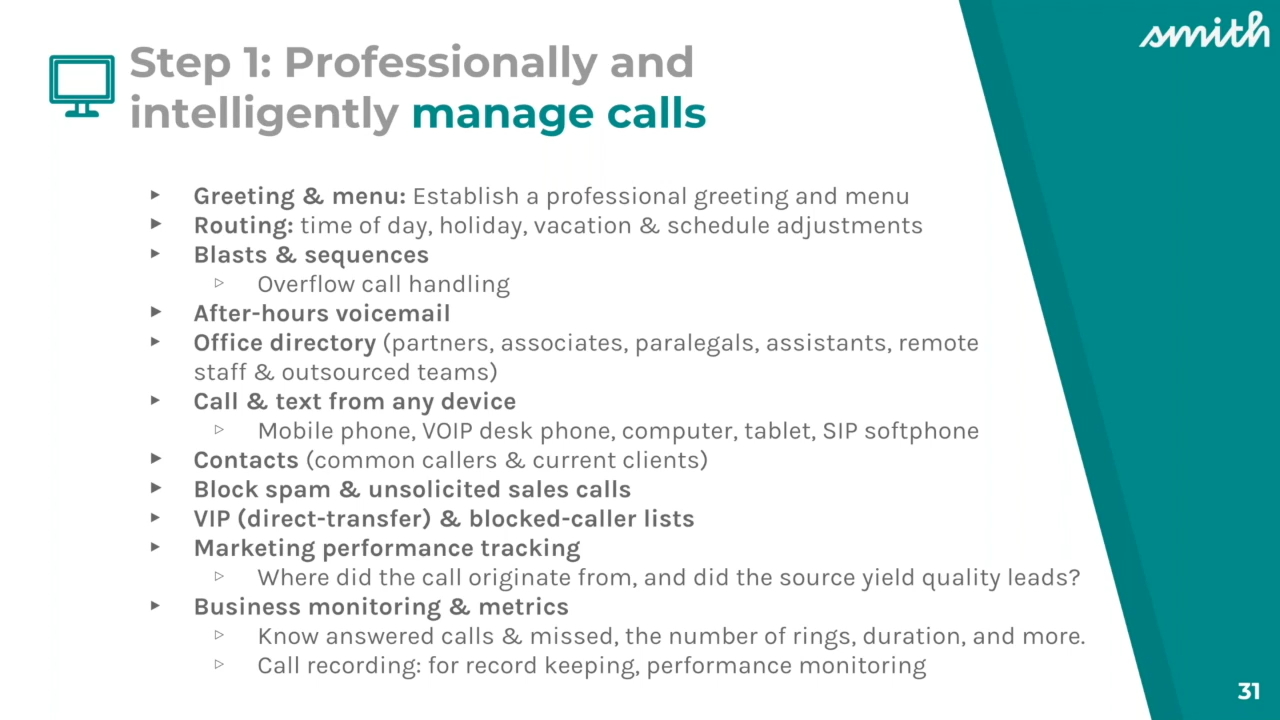 smith
Step 1: Professionally and
intelligently manage calls
▸ Greeting & menu: Establish a professional greeting and menu
▸ Routing: time of day, holiday, vacation & schedule adjustments
▸ Blasts & sequences
▹ Overflow call handling
▸ After-hours voicemail
▸ Office directory (partners, associates, paralegals, assistants, remote
staff & outsourced teams)
▸ Call & text from any device
▹ Mobile phone, VOIP desk phone, computer, tablet, SIP softphone
▸ Contacts (common callers & current clients)
▸ Block spam & unsolicited sales calls
▸ VIP (direct-transfer) & blocked-caller lists
▸ Marketing performance tracking
▹ Where did the call originate from, and did the source yield quality leads?
▸ Business monitoring & metrics
▹ Know answered calls & missed, the number of rings, duration, and more.
▹ Call recording: for record keeping, performance monitoring
31